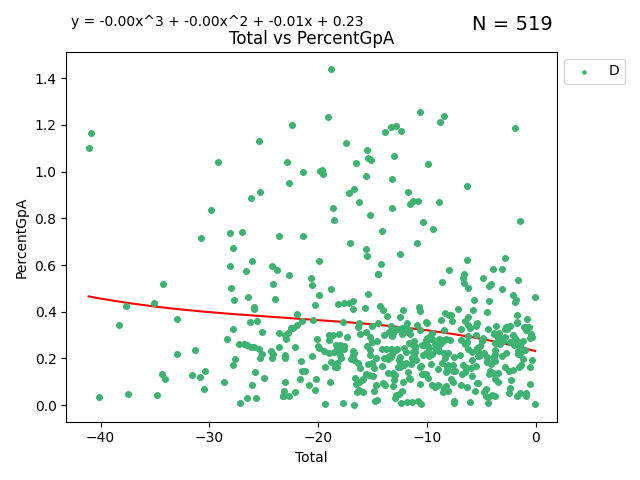 y = -0.00x^3 + -0.00x^2 + -0.01x + 0.23
N = 519
Total vs PercentGpA
D
PercentGpA
1.4
1.2
1.0
0.8
0.6
0.4
0.2
0.0
−40
−30
−20
−10
0
Total